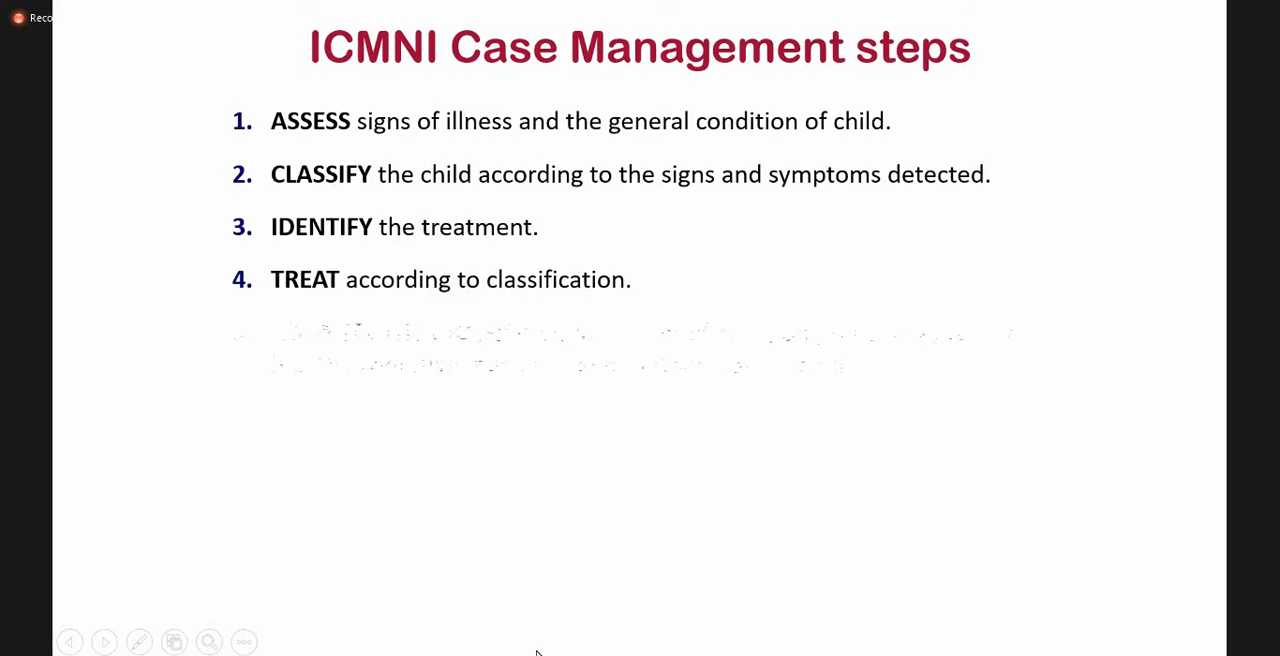 Reco
ICMNI Case Management steps
1. ASSESS signs of illness and the general condition of child.
2. CLASSIFY the child according to the signs and symptoms detected.
3. IDENTIFY the treatment.
4. TREAT according to classification.